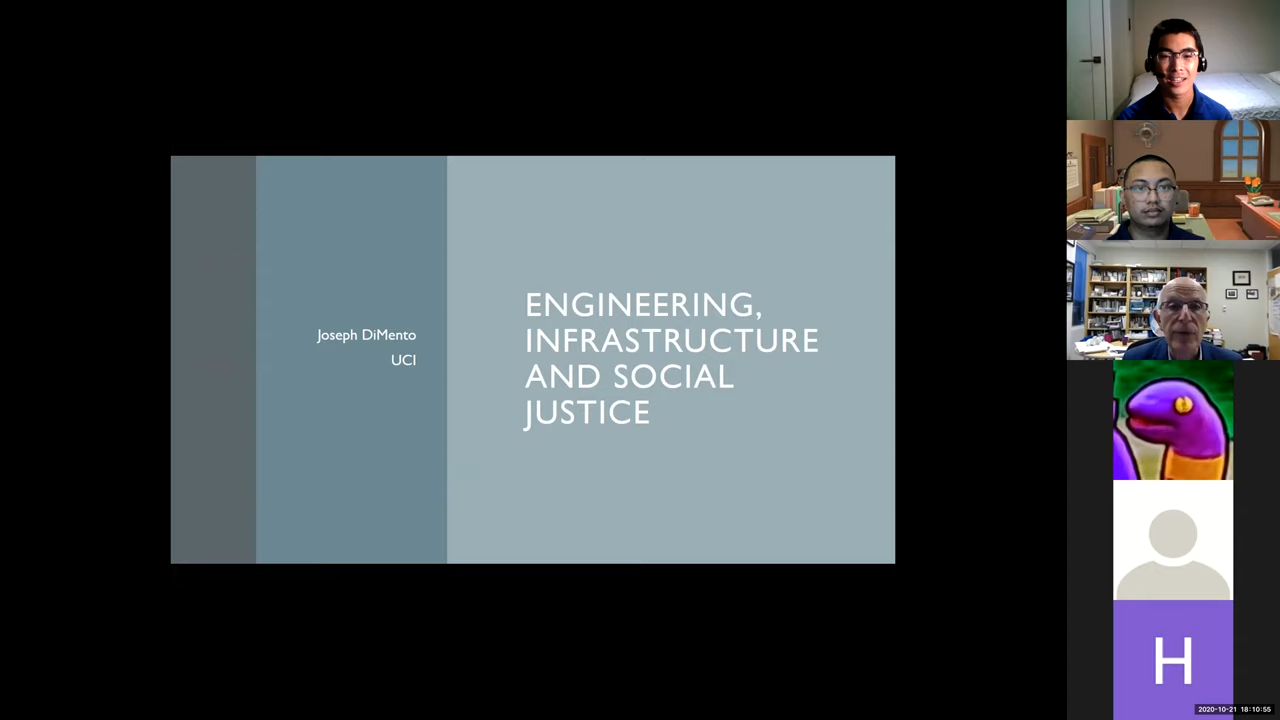 Joseph DiMento
UCI
ENGINEERING,
INFRASTRUCTURE
AND SOCIAL
JUSTICE
H
2020-10-21 18:10:55